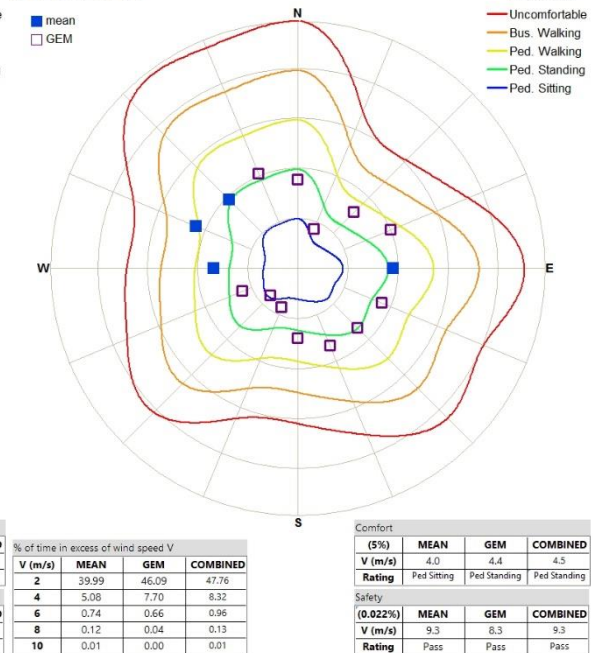 N
mean
GEM
Uncomfortable
Bus. Walking
Ped. Walking
Ped. Standing
Ped. Sitting
W
E
S
% of time in excess of wind speed V
V (m/s) MEAN GEM COMBINED
2 39.99 46.09 47.76
4 5.08 7.70 8.32
6 0.74 0.66 0.96
8 0.12 0.04 0.13
10 0.01 0.00 0.01
Comfort
(5%) MEAN GEM COMBINED
V (m/s) 4.0 4.4 4.5
Rating Ped Sitting Ped Standing Ped Standing
Safety
(0.022%) MEAN GEM COMBINED
V (m/s) 9.3 8.3 9.3
Rating Pass Pass Pass